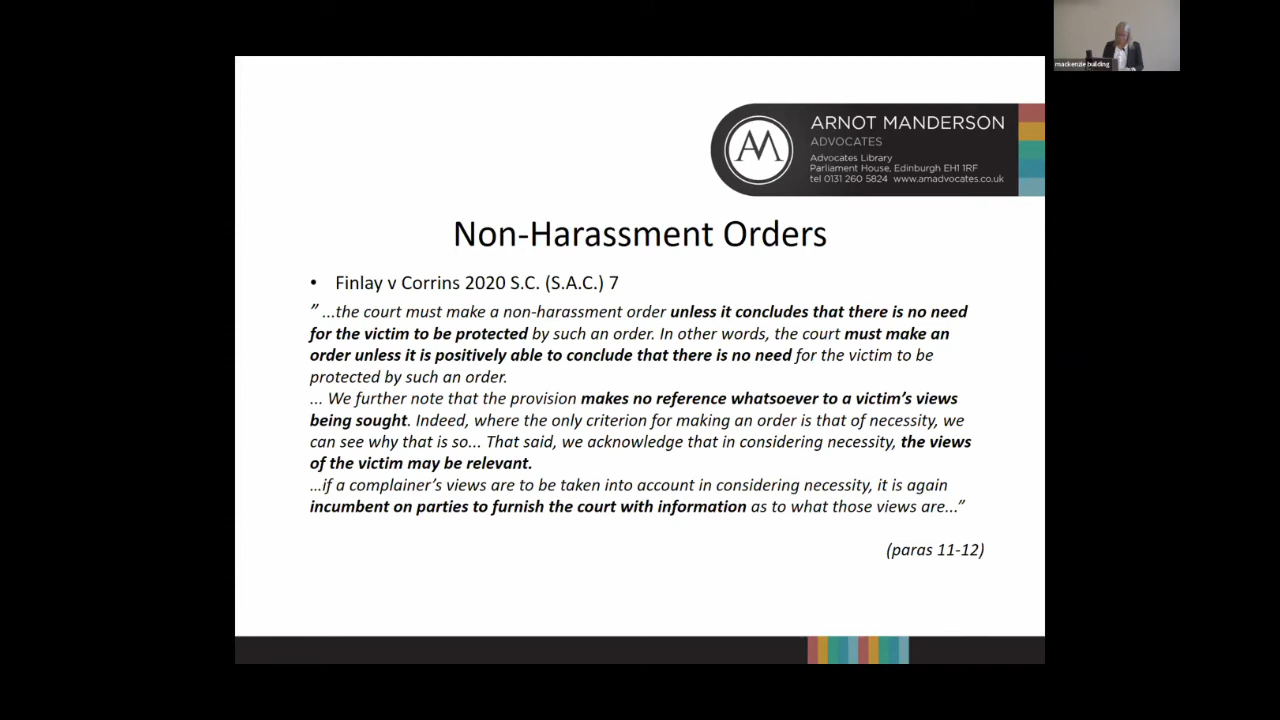 mackenzie building
ARNOT MANDERSON
ADVOCATES
Advocates Library
Parliament House, Edinburgh EH1 1RF
tel 0131 260 5824 www.amadvocates.co.uk
Non-Harassment Orders
• Finlay v Corrins 2020 S.C. (S.A.C.) 7
” ...the court must make a non-harassment order unless it concludes that there is no need
for the victim to be protected by such an order. In other words, the court must make an
order unless it is positively able to conclude that there is no need for the victim to be
protected by such an order.
... We further note that the provision makes no reference whatsoever to a victim’s views
being sought. Indeed, where the only criterion for making an order is that of necessity, we
can see why that is so... That said, we acknowledge that in considering necessity, the views
of the victim may be relevant.
…if a complainer’s views are to be taken into account in considering necessity, it is again
incumbent on parties to furnish the court with information as to what those views are...”
(paras 11-12)